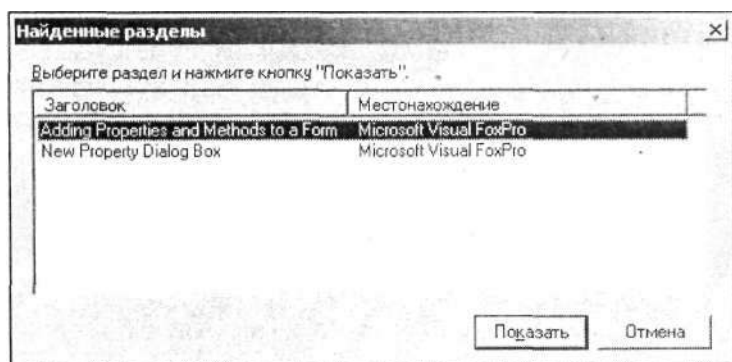 Найденные разделы
Выберите раздел и нажмите кнопку "Показать".
Заголовок Местонахождение
Adding Properties and Methods to a Form Microsoft Visual FoxPro
New Property Dialog Box Microsoft Visual FoxPro
Показать Отмена